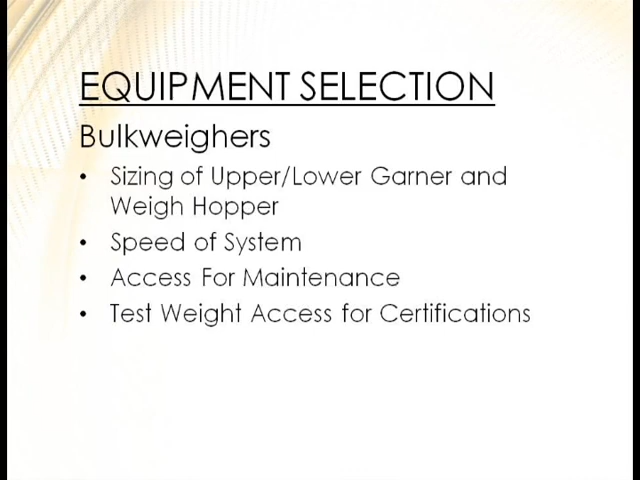 EQUIPMENT SELECTION
Bulkweighers
• Sizing of Upper/Lower Garner and
Weigh Hopper
• Speed of System
• Access For Maintenance
• Test Weight Access for Certifications